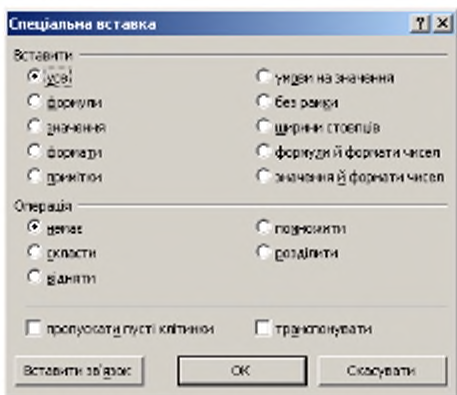 Спеціальна вставка
Вставити
усе
умови на значення
формули
без рамки
значення
ширини стовпців
формати
формули й формати чисел
примітки
значення й формати чисел
Операція
немає
помножити
скласти
розділити
відняти
пропускати пусті клітинки
транспонувати
Вставити зв'язок
ОК
Скасувати